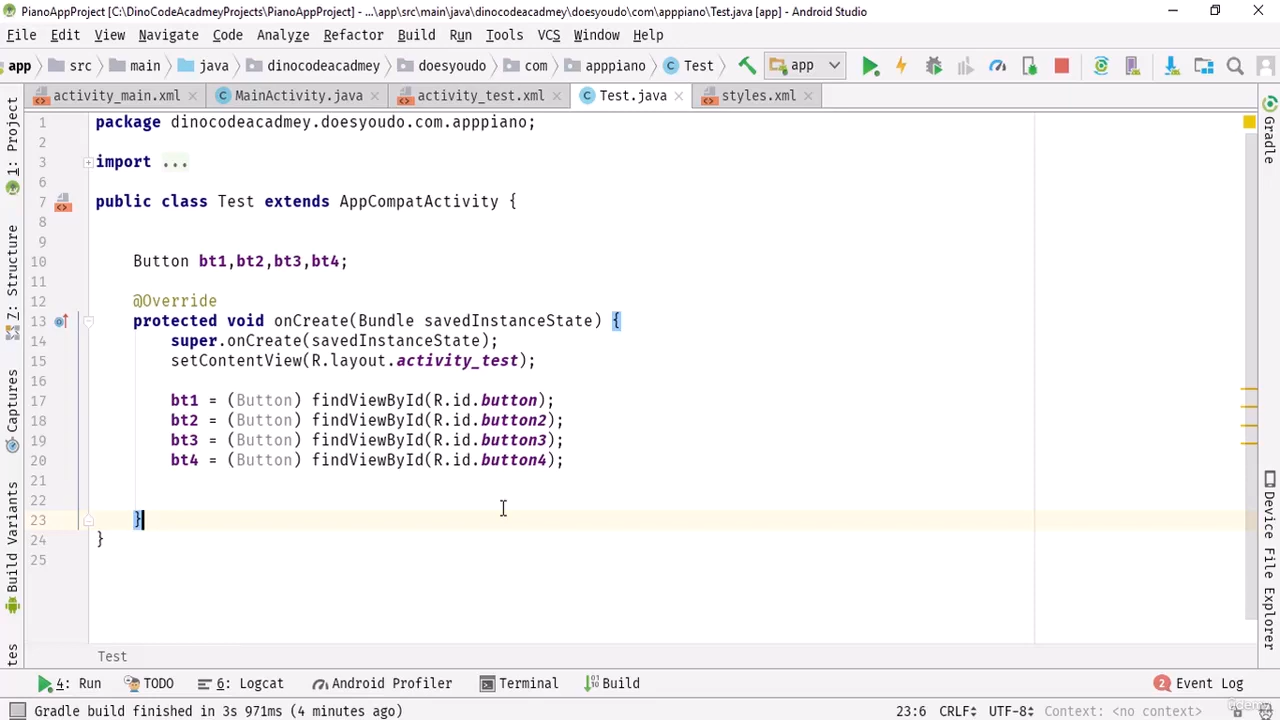 PianoAppProject [C:\DinoCodeAcadmeyProjects\PianoAppProject] - ...\app\src\main\java\dinocodeacadmey\doesyoudo\com\apppiano\Test.java [app] - Android Studio
File Edit View Navigate Code Analyze Refactor Build Run Tools VCS Window Help
app src main java dinocodeacadmey doesyoudo com apppiano Test app
activity_main.xml MainActivity.java activity_test.xml Test.java styles.xml
1 package dinocodeacadmey.doesyoudo.com.apppiano;
2
3 import ...
6
7 public class Test extends AppCompatActivity {
8
9
10 Button bt1,bt2,bt3,bt4;
11
12 @Override
13 protected void onCreate(Bundle savedInstanceState) {
14 super.onCreate(savedInstanceState);
15 setContentView(R.layout.activity_test);
16
17 bt1 = (Button) findViewById(R.id.button);
18 bt2 = (Button) findViewById(R.id.button2);
19 bt3 = (Button) findViewById(R.id.button3);
20 bt4 = (Button) findViewById(R.id.button4);
21
22
23 }
24 }
25
Test
1: Project
7: Structure
Captures
Build Variants
Gradle
Device File Explorer
4: Run TODO 6: Logcat Android Profiler Terminal Build 2 Event Log
Gradle build finished in 3s 971ms (4 minutes ago) 23:6 CRLF UTF-8 Context: <no context>